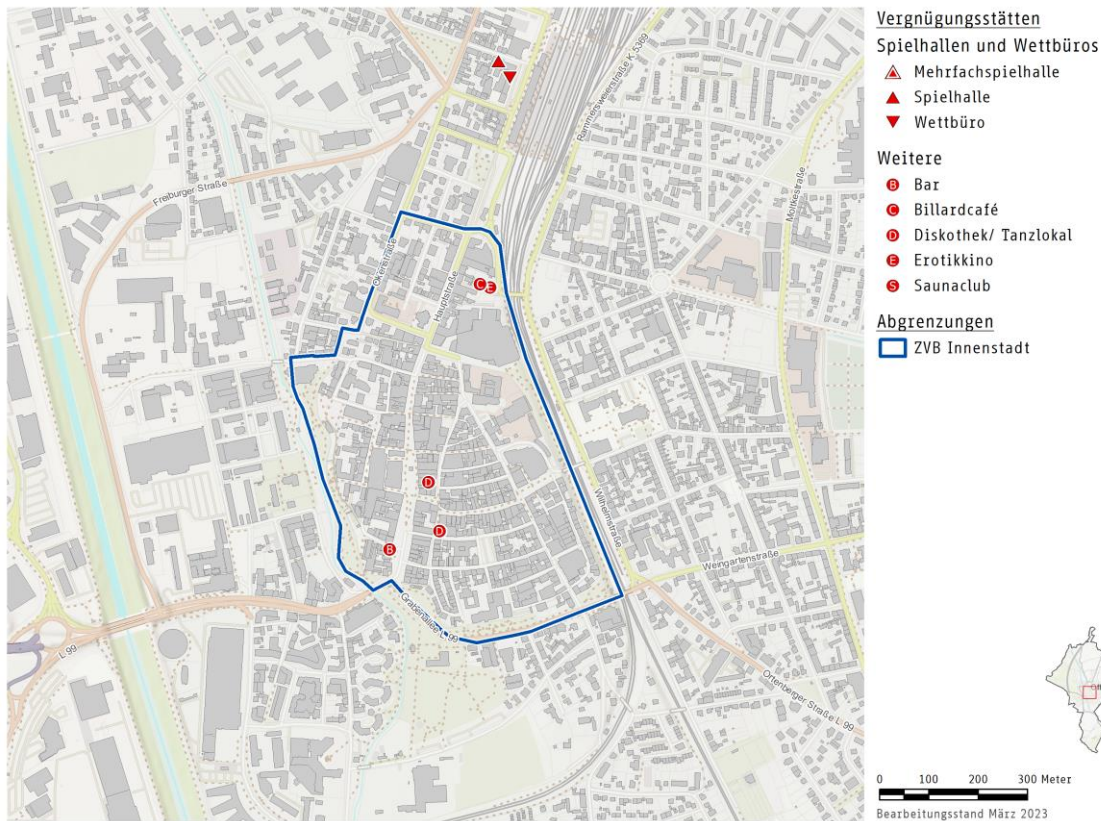 Vergnügungsstätten
Spielhallen und Wettbüros
Mehrfachspielhalle
Spielhalle
Wettbüro
Weitere
B Bar
C Billardcafé
D Diskothek/ Tanzlokal
E Erotikkino
S Saunaclub
Abgrenzungen
ZVB Innenstadt
Rammersweierstraße K 5369
Freiburger Straße
Moltkestraße
Okenstraße
Hauptstraße
C
E
D
D
B
Wilhelmstraße
Weingartenstraße
Grabenallee L 99
L 99
Ortenberger Straße L 99
0 100 200 300 Meter
Bearbeitungsstand März 2023